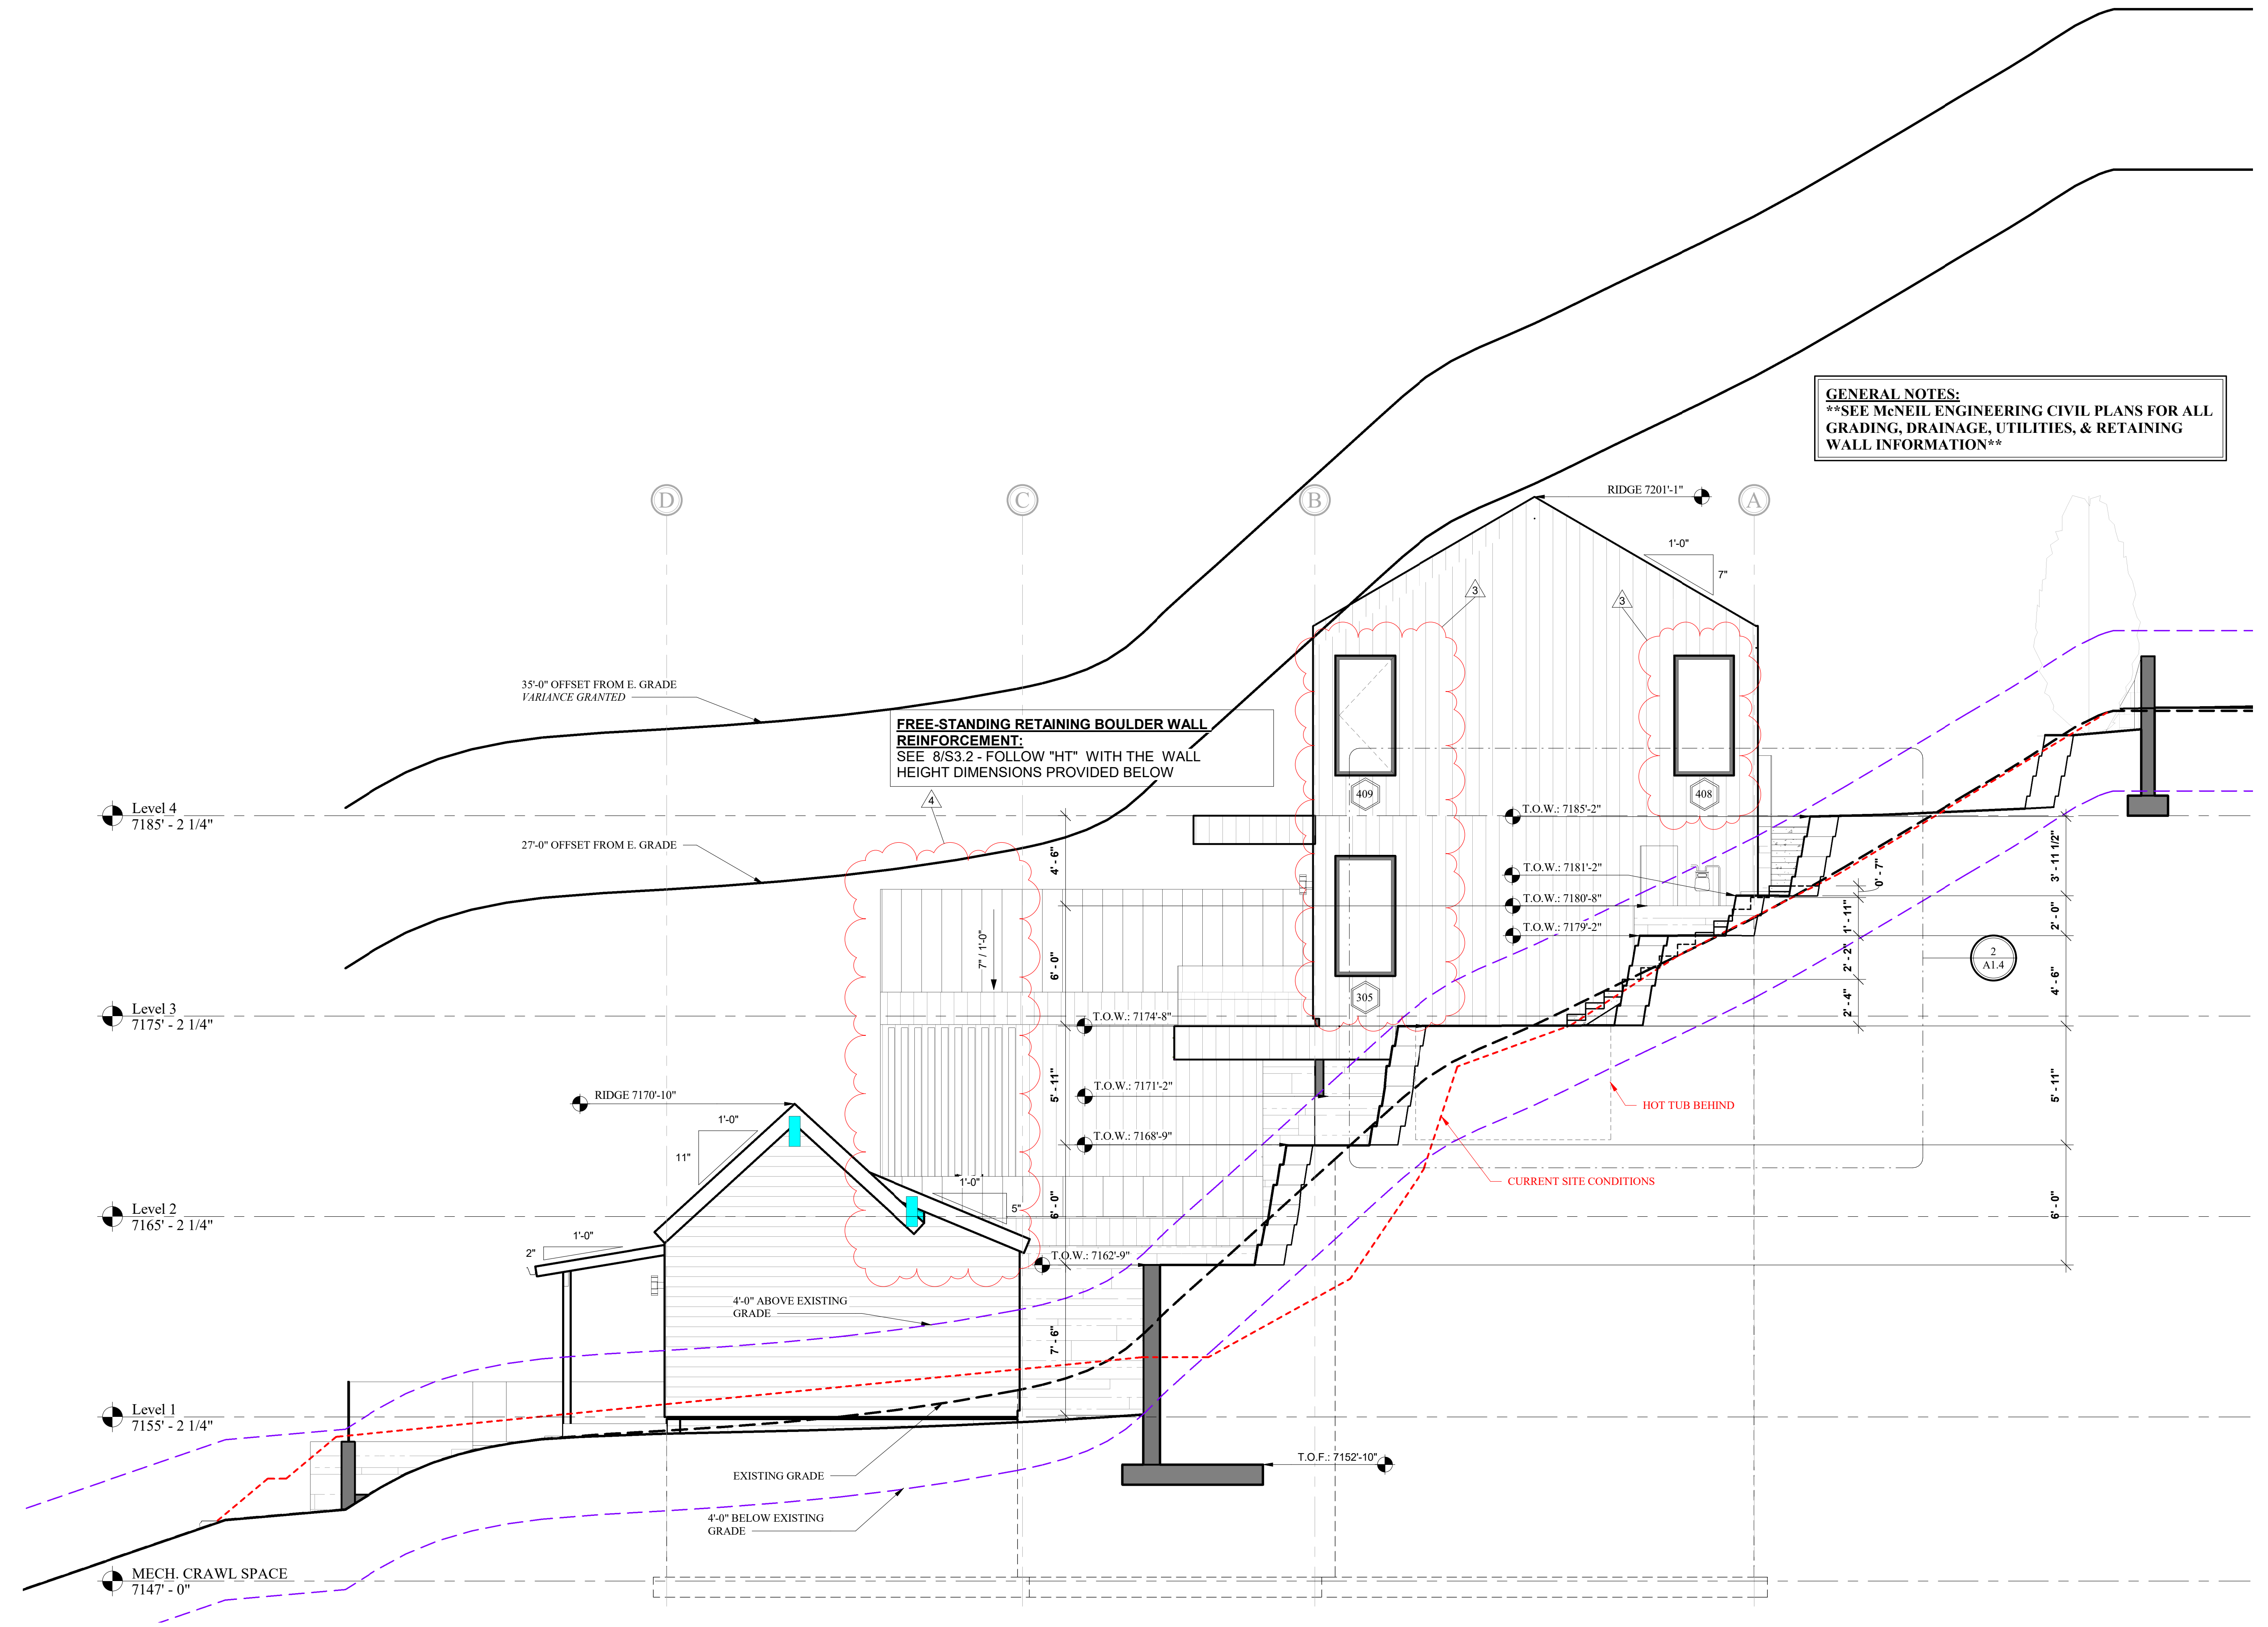 GENERAL NOTES:
**SEE McNEIL ENGINEERING CIVIL PLANS FOR ALL
GRADING, DRAINAGE, UTILITIES, & RETAINING
WALL INFORMATION**
D
C
B
A
RIDGE 7201'-1"
1'-0"
7"
3
3
35'-0" OFFSET FROM E. GRADE
VARIANCE GRANTED
FREE-STANDING RETAINING BOULDER WALL
REINFORCEMENT:
SEE 8/S3.2 - FOLLOW "HT" WITH THE WALL
HEIGHT DIMENSIONS PROVIDED BELOW
4
409
408
Level 4
7185' - 2 1/4"
T.O.W.: 7185'-2"
27'-0" OFFSET FROM E. GRADE
4' - 6"
T.O.W.: 7181'-2"
0' - 7"
3' - 11 1/2"
T.O.W.: 7180'-8"
1' - 11"
2' - 0"
T.O.W.: 7179'-2"
7" / 1'-0"
6' - 0"
2' - 2"
2
A1.4
4' - 6"
305
2' - 4"
Level 3
7175' - 2 1/4"
T.O.W.: 7174'-8"
5' - 11"
T.O.W.: 7171'-2"
5' - 11"
RIDGE 7170'-10"
HOT TUB BEHIND
1'-0"
11"
T.O.W.: 7168'-9"
1'-0"
5"
CURRENT SITE CONDITIONS
6' - 0"
6' - 0"
Level 2
7165' - 2 1/4"
1'-0"
2"
T.O.W.: 7162'-9"
4'-0" ABOVE EXISTING
GRADE
7' - 6"
Level 1
7155' - 2 1/4"
T.O.F.: 7152'-10"
EXISTING GRADE
4'-0" BELOW EXISTING
GRADE
MECH. CRAWL SPACE
7147' - 0"